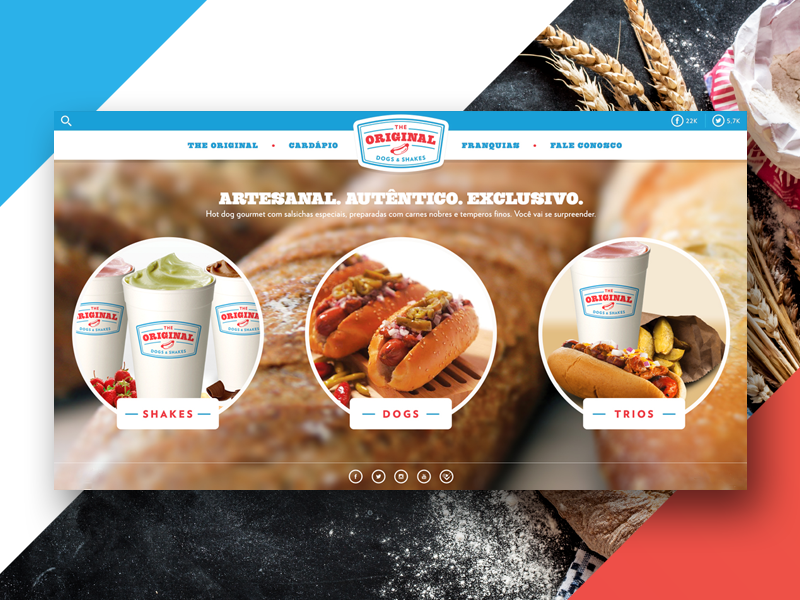 22K
5.7K
THE ORIGINAL • CARDÁPIO
THE
ORIGINAL
DOGS & SHAKES
FRANQUIAS • FALE CONOSCO
ARTESANAL. AUTÊNTICO. EXCLUSIVO.
Hot dog gourmet com salsichas especiais, preparadas com carnes nobres e temperos finos. Você vai se surpreender.
ORIGINAL
DOGS & SHAKES
THE
ORIGINAL
DOGS & SHAKES
ORIGINAL
DOGS & SHAKES
THE
ORIGINAL
DOGS & SHAKES
SHAKES
DOGS
TRIOS